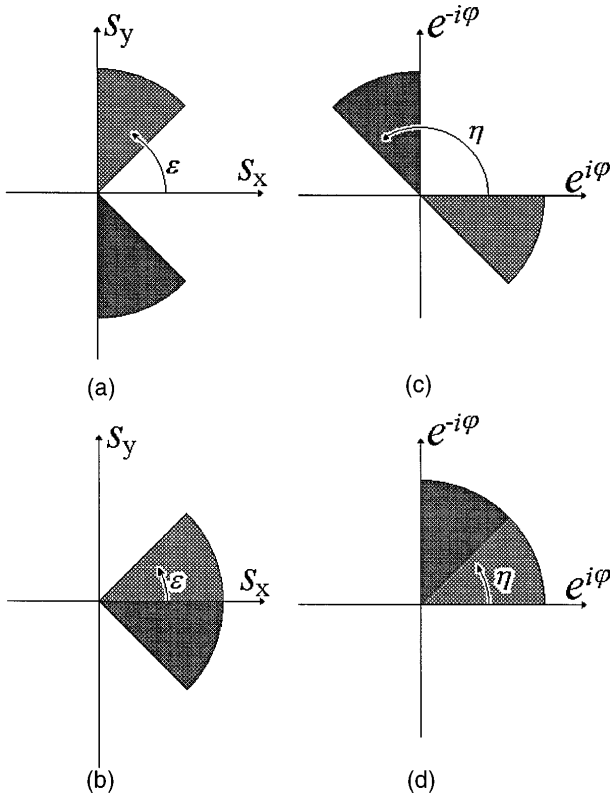 s_y
ε
s_x
(a)
e^{-iφ}
η
e^{iφ}
(c)
s_y
ε
s_x
(b)
e^{-iφ}
η
e^{iφ}
(d)